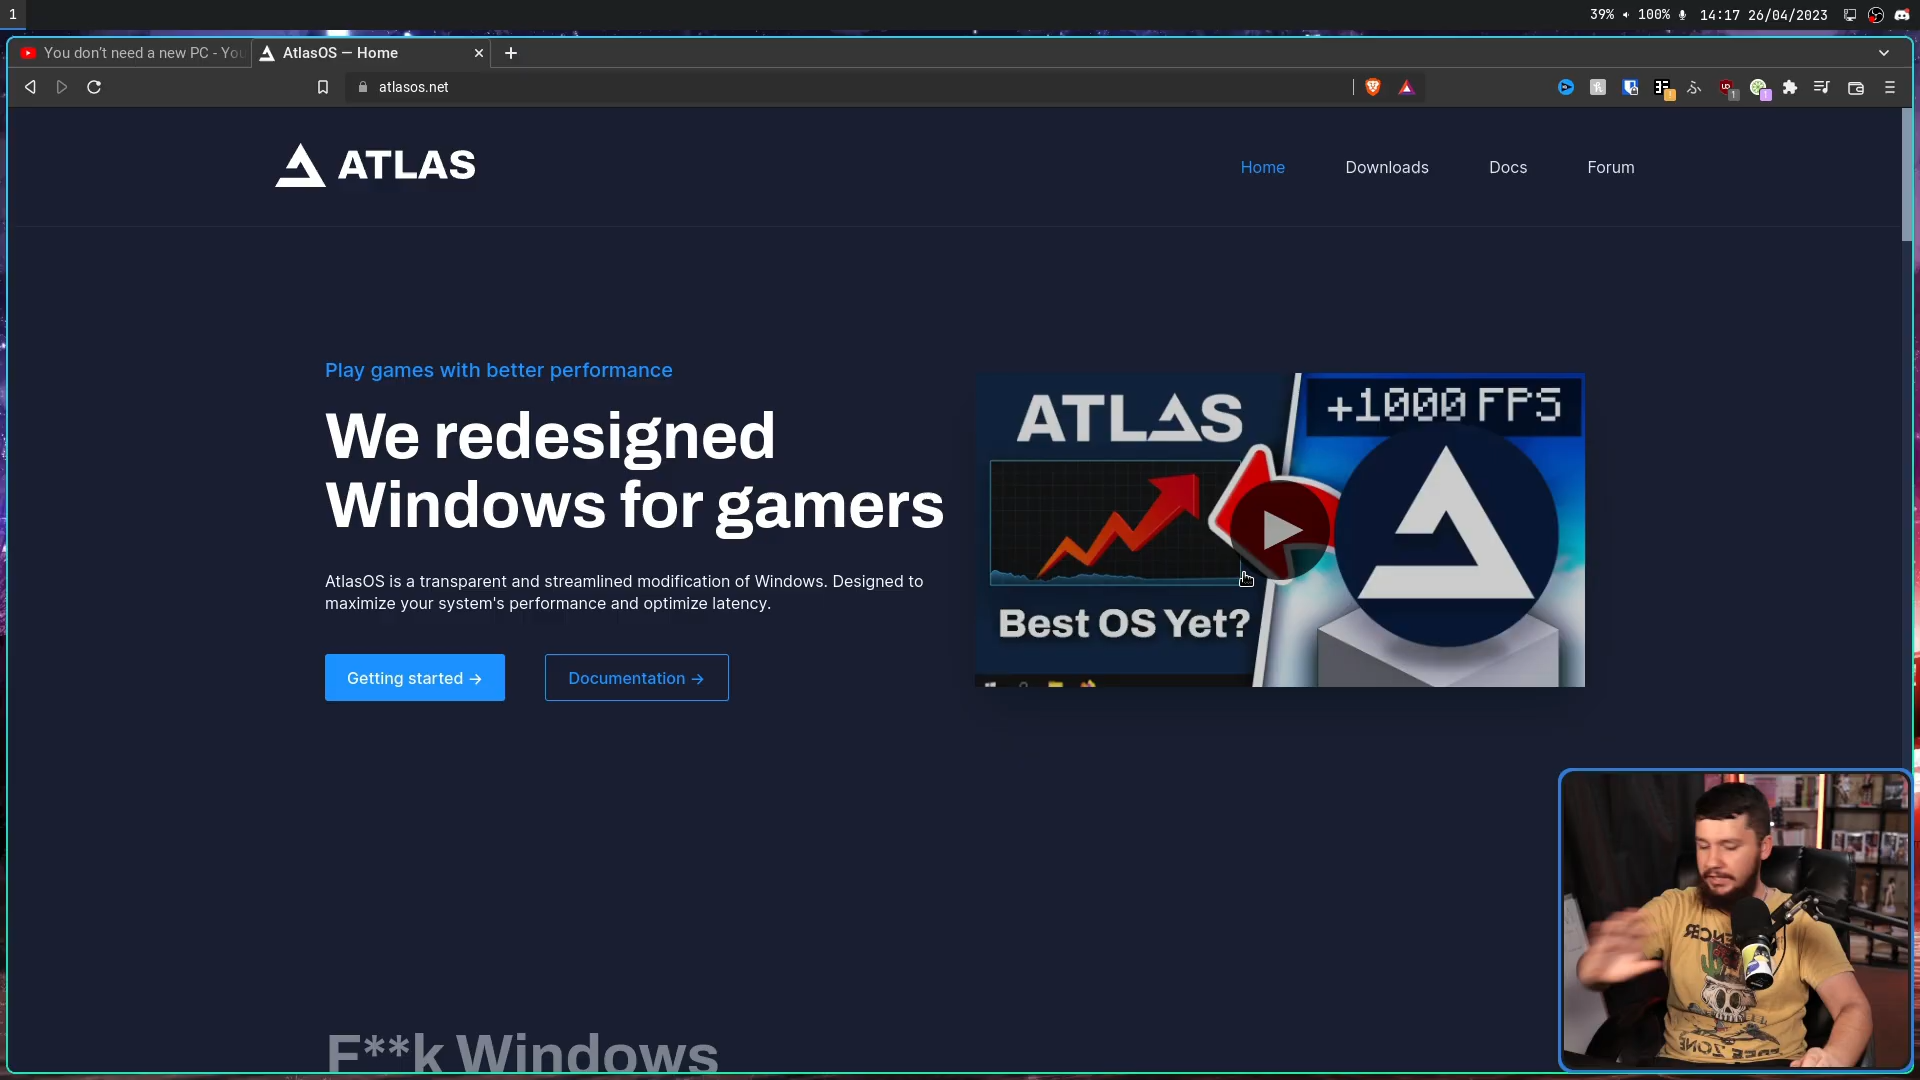 1
39% 100% 14:17 26/04/2023
You don't need a new PC - You
AtlasOS — Home
atlasos.net
ATLAS
Home
Downloads
Docs
Forum
Play games with better performance
We redesigned
Windows for gamers
AtlasOS is a transparent and streamlined modification of Windows. Designed to
maximize your system's performance and optimize latency.
Getting started →
Documentation →
ATLAS
+1000 FPS
Best OS Yet?
F**k Windows